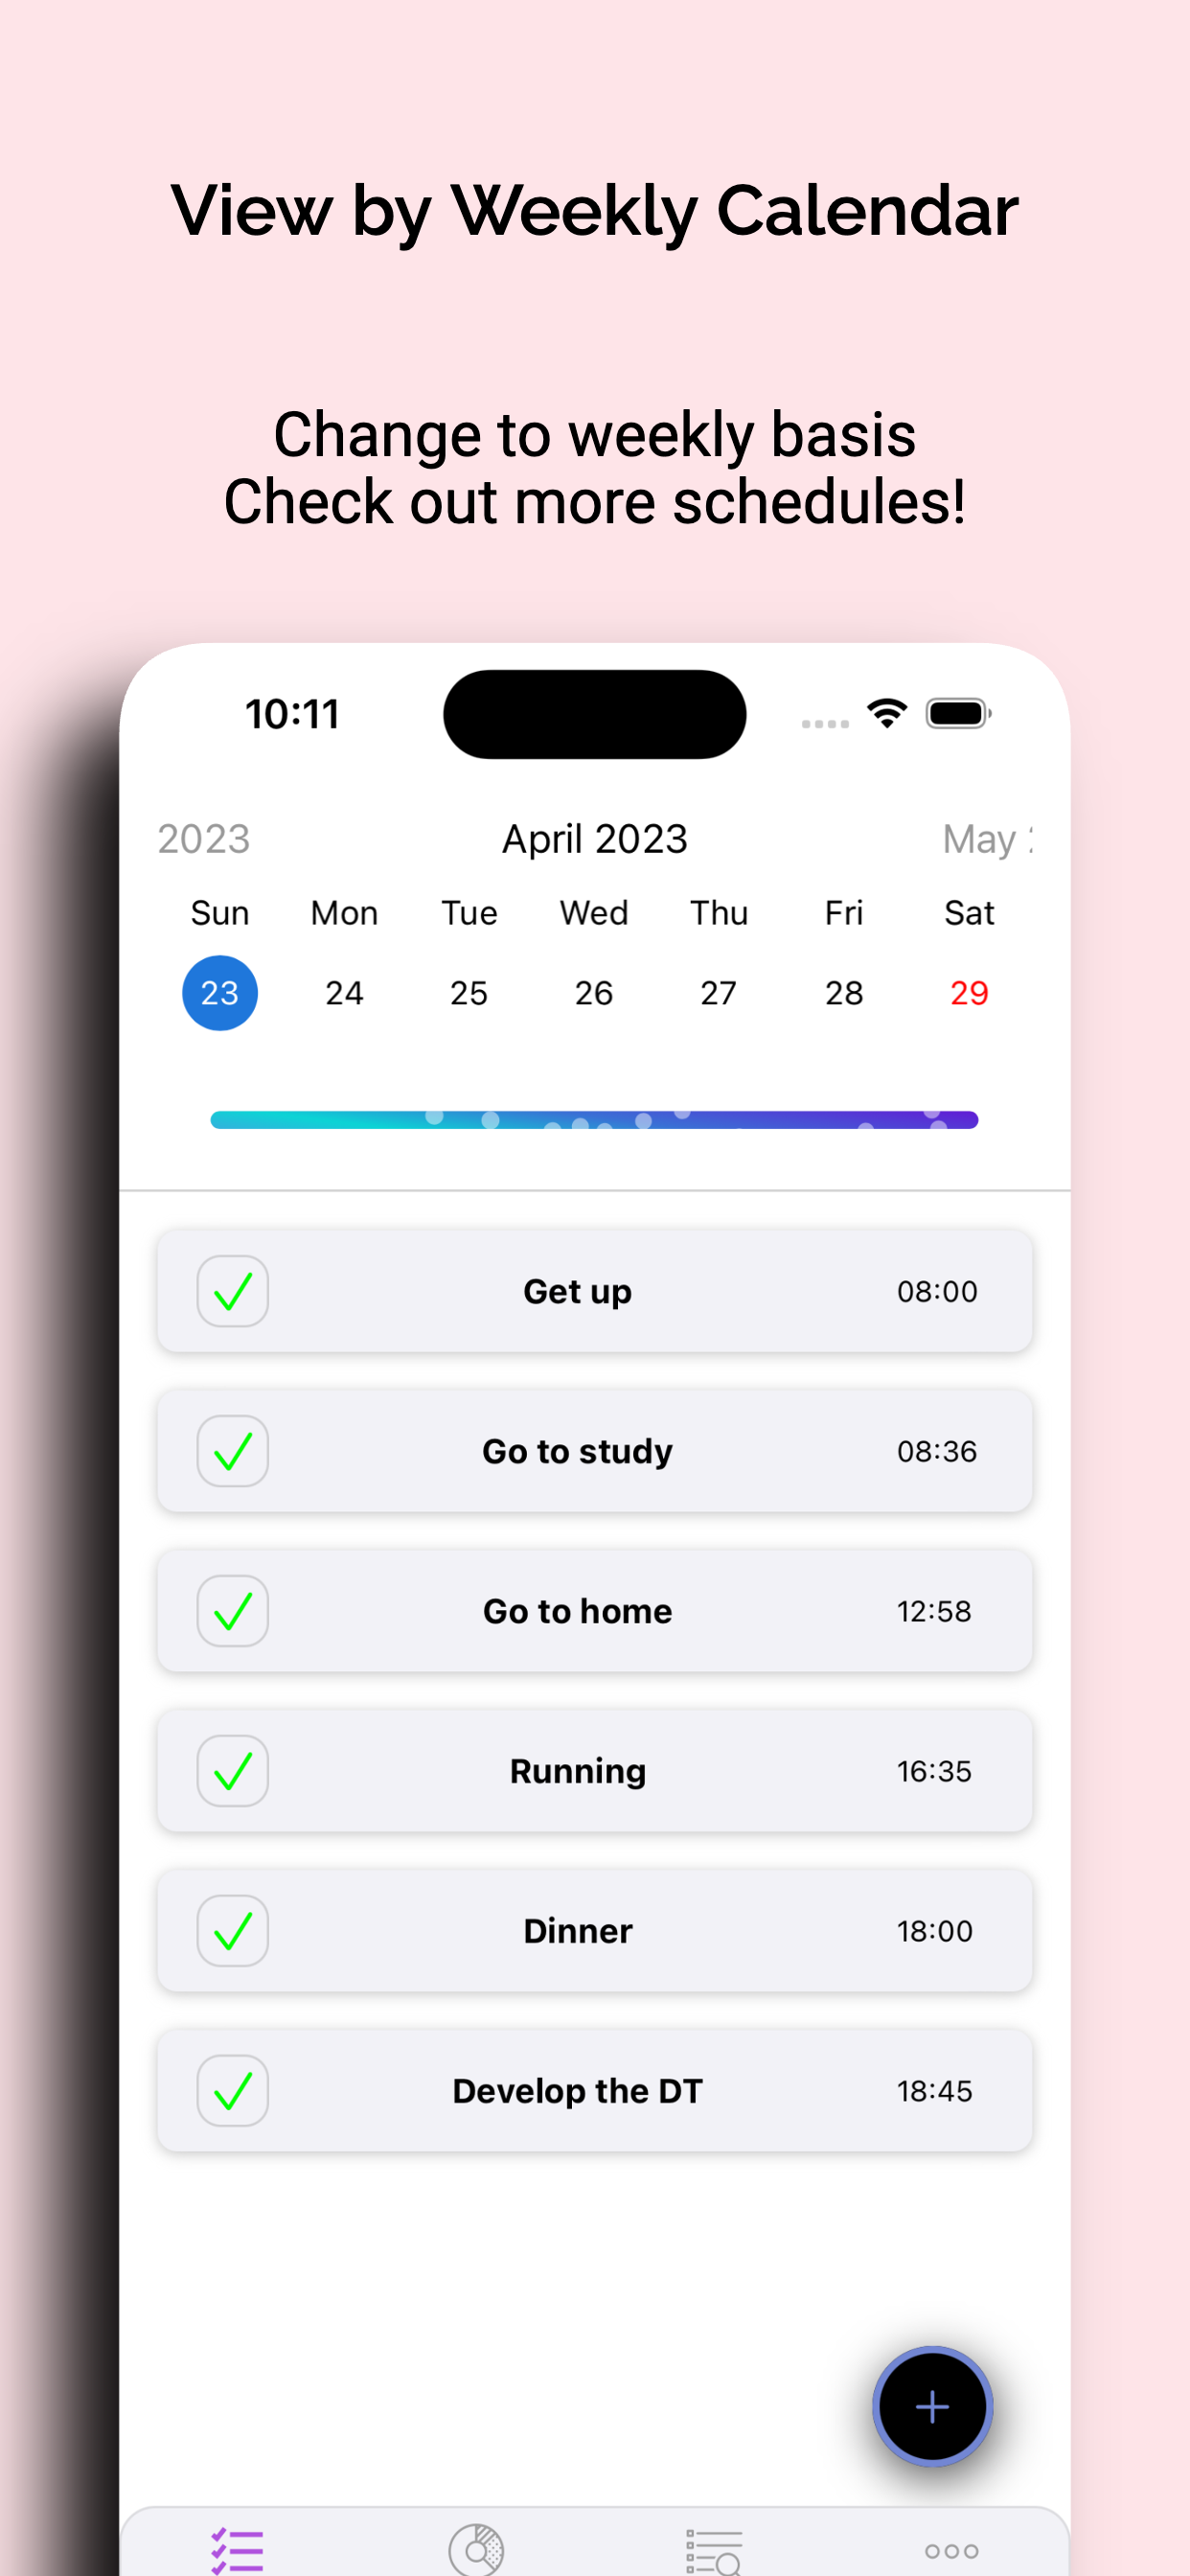 View by Weekly Calendar
Change to weekly basis
Check out more schedules!
10:11
2023 April 2023 May
Sun Mon Tue Wed Thu Fri Sat
23 24 25 26 27 28 29
Get up 08:00
Go to study 08:36
Go to home 12:58
Running 16:35
Dinner 18:00
Develop the DT 18:45